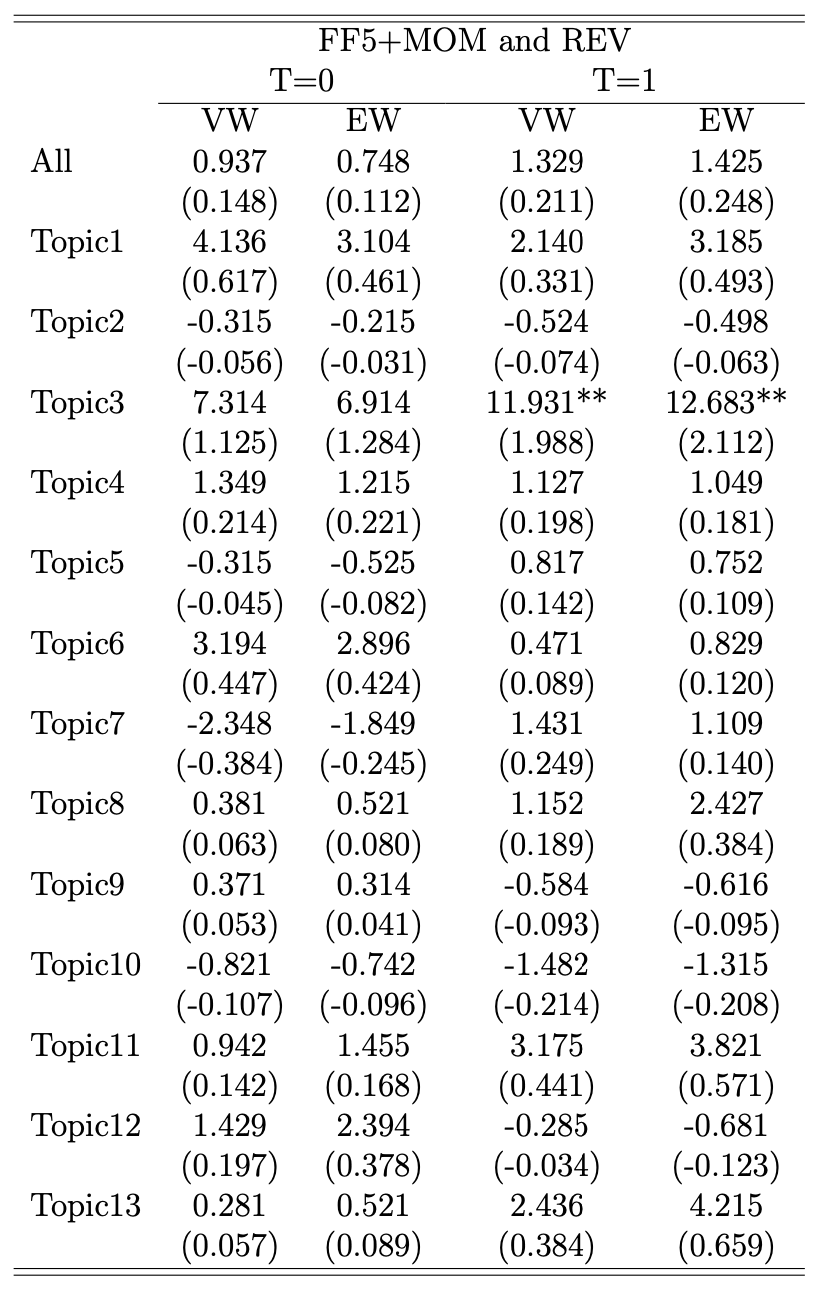 FF5+MOM and REV
T=0 T=1
VW EW VW EW
All 0.937 0.748 1.329 1.425
(0.148) (0.112) (0.211) (0.248)
Topic1 4.136 3.104 2.140 3.185
(0.617) (0.461) (0.331) (0.493)
Topic2 -0.315 -0.215 -0.524 -0.498
(-0.056) (-0.031) (-0.074) (-0.063)
Topic3 7.314 6.914 11.931** 12.683**
(1.125) (1.284) (1.988) (2.112)
Topic4 1.349 1.215 1.127 1.049
(0.214) (0.221) (0.198) (0.181)
Topic5 -0.315 -0.525 0.817 0.752
(-0.045) (-0.082) (0.142) (0.109)
Topic6 3.194 2.896 0.471 0.829
(0.447) (0.424) (0.089) (0.120)
Topic7 -2.348 -1.849 1.431 1.109
(-0.384) (-0.245) (0.249) (0.140)
Topic8 0.381 0.521 1.152 2.427
(0.063) (0.080) (0.189) (0.384)
Topic9 0.371 0.314 -0.584 -0.616
(0.053) (0.041) (-0.093) (-0.095)
Topic10 -0.821 -0.742 -1.482 -1.315
(-0.107) (-0.096) (-0.214) (-0.208)
Topic11 0.942 1.455 3.175 3.821
(0.142) (0.168) (0.441) (0.571)
Topic12 1.429 2.394 -0.285 -0.681
(0.197) (0.378) (-0.034) (-0.123)
Topic13 0.281 0.521 2.436 4.215
(0.057) (0.089) (0.384) (0.659)